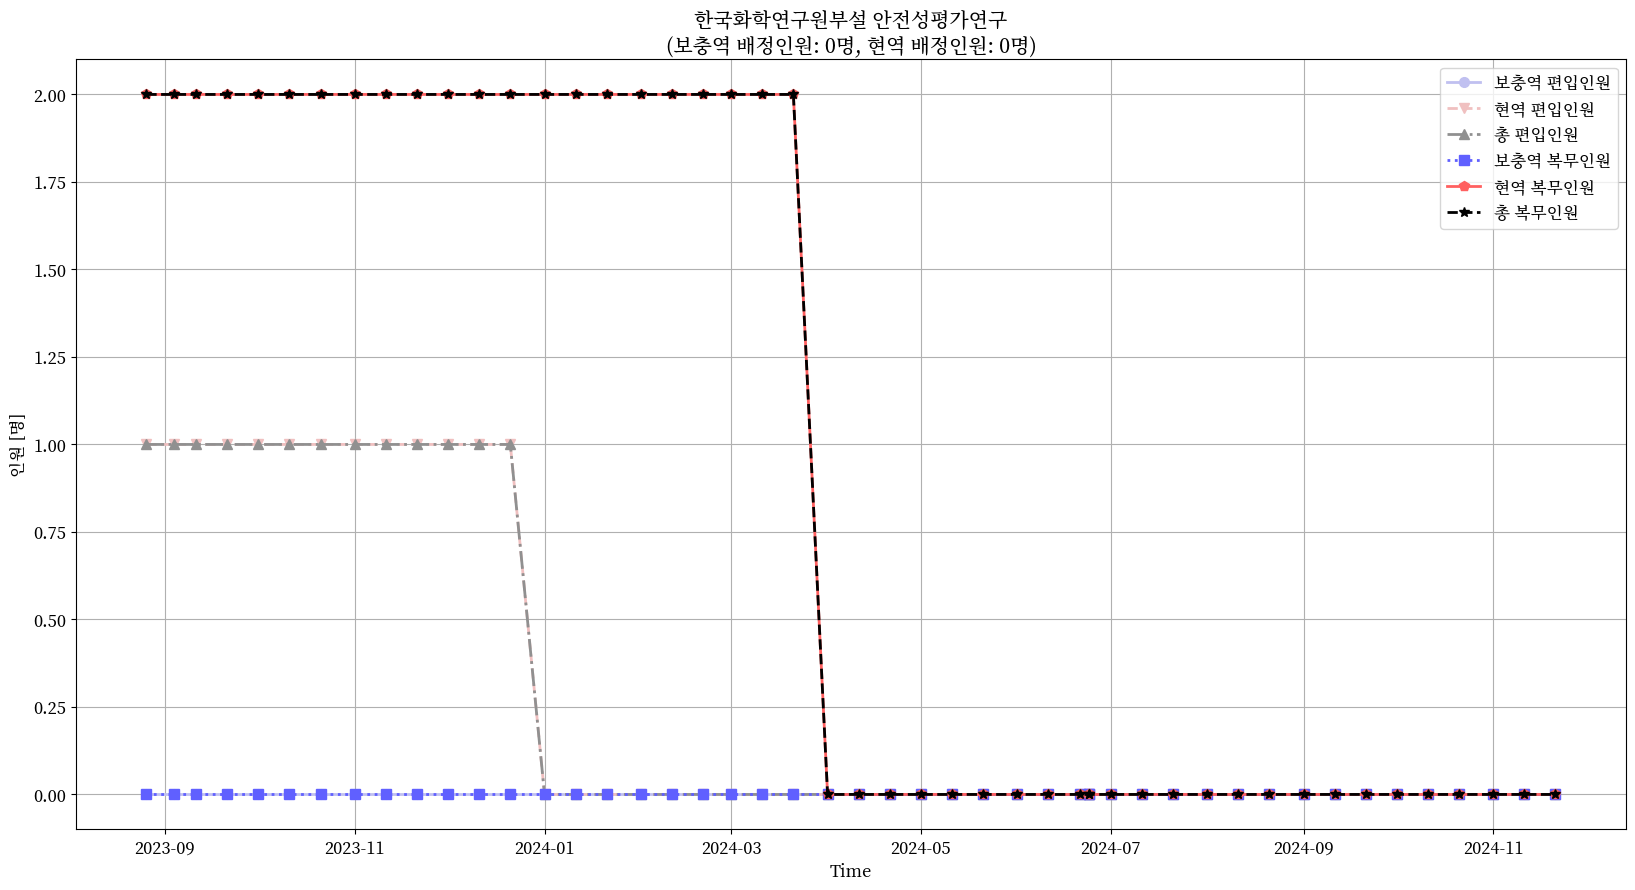 한국화학연구원부설 안전성평가연구
(보충역 배정인원: 0명, 현역 배정인원: 0명)
보충역 편입인원
현역 편입인원
총 편입인원
보충역 복무인원
현역 복무인원
총 복무인원
2.00
1.75
1.50
1.25
1.00
0.75
0.50
0.25
0.00
인원 [명]
2023-09
2023-11
2024-01
2024-03
2024-05
2024-07
2024-09
2024-11
Time